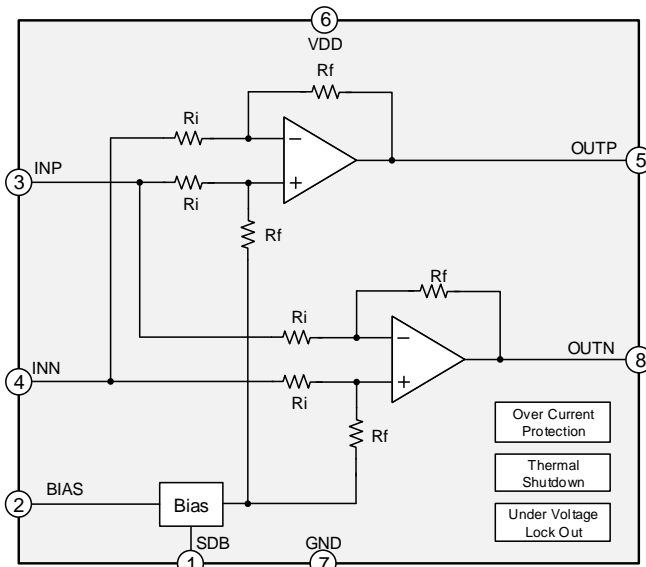 6
VDD
Rf
Ri
−
OUTP
5
3
INP
+
Ri
Rf
Rf
Ri
−
OUTN
8
4
INN
+
Ri
Rf
Over Current
Protection
Thermal
Shutdown
Under Voltage
Lock Out
2
BIAS
Bias
SDB
1
GND
7